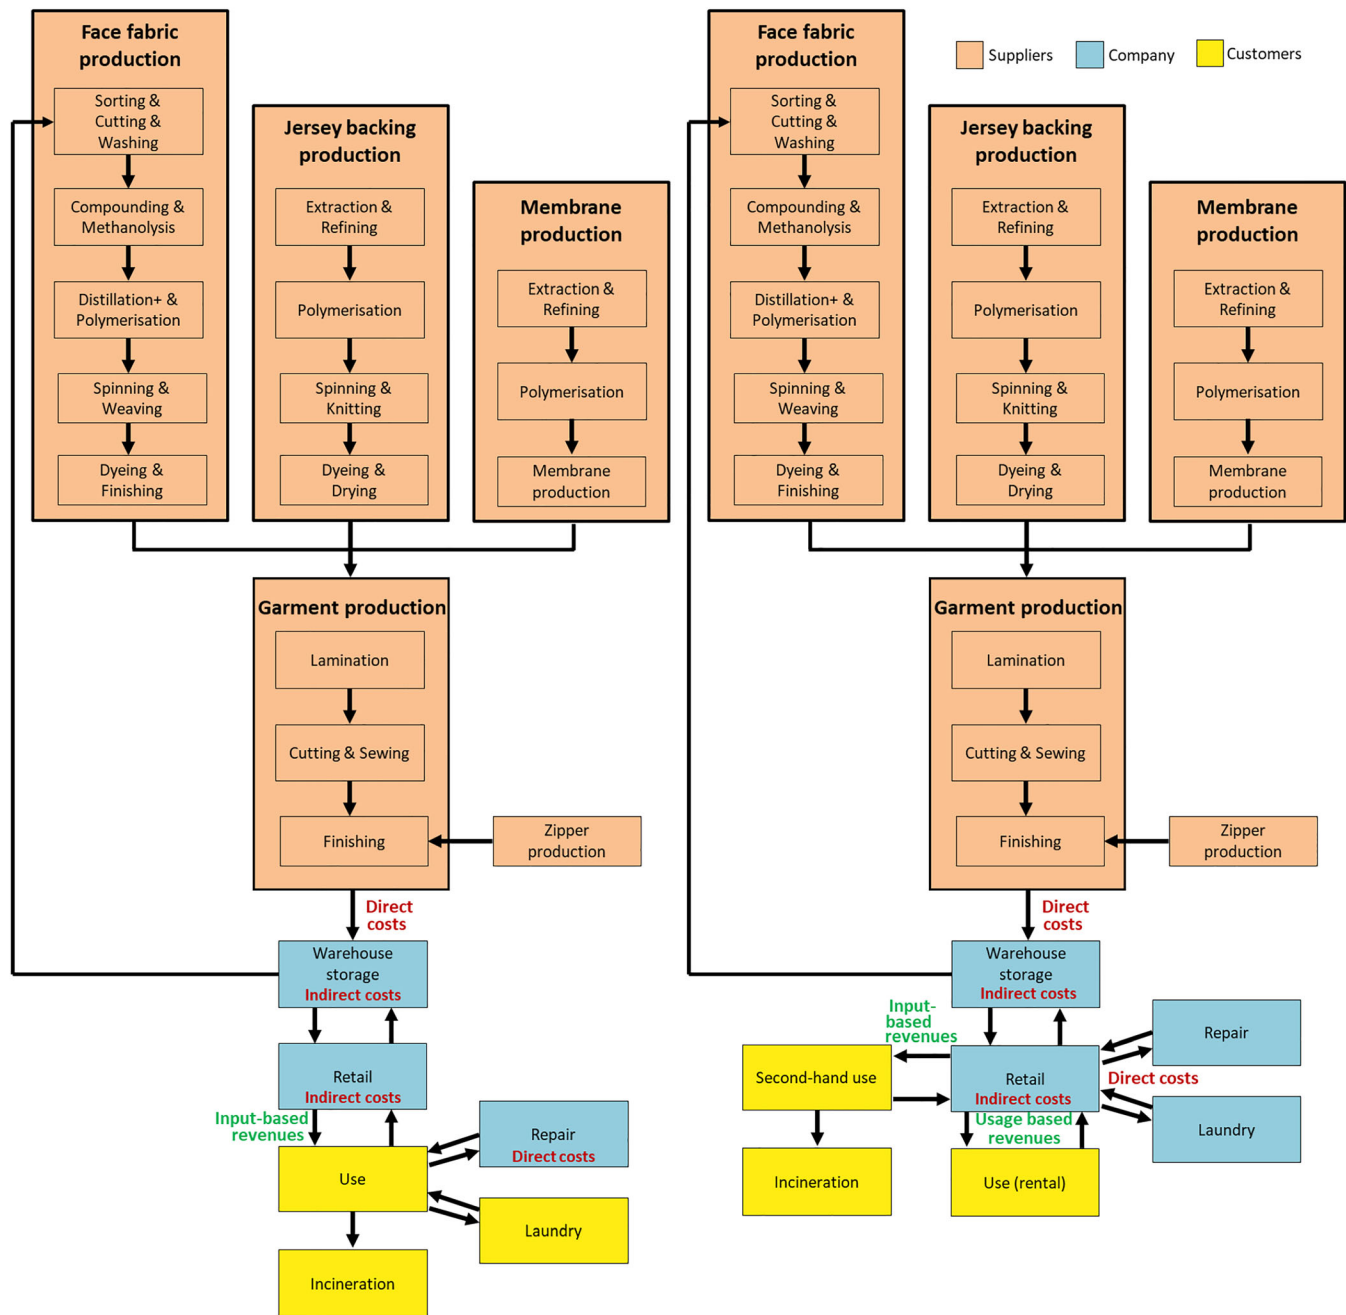 Face fabric
production
Sorting &
Cutting &
Washing
Compounding &
Methanolysis
Distillation+ &
Polymerisation
Spinning &
Weaving
Dyeing &
Finishing
Jersey backing
production
Extraction &
Refining
Polymerisation
Spinning &
Knitting
Dyeing &
Drying
Membrane
production
Extraction &
Refining
Polymerisation
Membrane
production
Garment production
Lamination
Cutting & Sewing
Finishing
Zipper
production
Direct
costs
Warehouse
storage
Indirect costs
Retail
Indirect costs
Input-based
revenues
Repair
Direct costs
Use
Laundry
Incineration
Suppliers
Company
Customers
Face fabric
production
Sorting &
Cutting &
Washing
Compounding &
Methanolysis
Distillation+ &
Polymerisation
Spinning &
Weaving
Dyeing &
Finishing
Jersey backing
production
Extraction &
Refining
Polymerisation
Spinning &
Knitting
Dyeing &
Drying
Membrane
production
Extraction &
Refining
Polymerisation
Membrane
production
Garment production
Lamination
Cutting & Sewing
Finishing
Zipper
production
Direct
costs
Warehouse
storage
Indirect costs
Input-
based
revenues
Repair
Second-hand use
Retail
Indirect costs
Direct costs
Usage based
revenues
Laundry
Incineration
Use (rental)